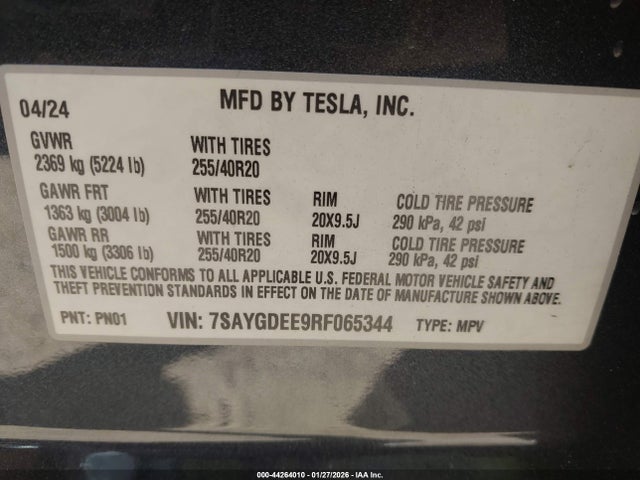 04/24 MFD BY TESLA, INC.
GVWR WITH TIRES
2369 kg (5224 lb) 255/40R20
GAWR FRT WITH TIRES RIM COLD TIRE PRESSURE
1363 kg (3004 lb) 255/40R20 20X9.5J 290 kPa, 42 psi
GAWR RR WITH TIRES RIM COLD TIRE PRESSURE
1500 kg (3306 lb) 255/40R20 20X9.5J 290 kPa, 42 psi
THIS VEHICLE CONFORMS TO ALL APPLICABLE U.S. FEDERAL MOTOR VEHICLE SAFETY AND
THEFT PREVENTION STANDARDS IN EFFECT ON THE DATE OF MANUFACTURE SHOWN ABOVE.
PNT: PN01 VIN: 7SAYGDEE9RF065344 TYPE: MPV
000-44264010 | 01/27/2026 | IAA Inc.